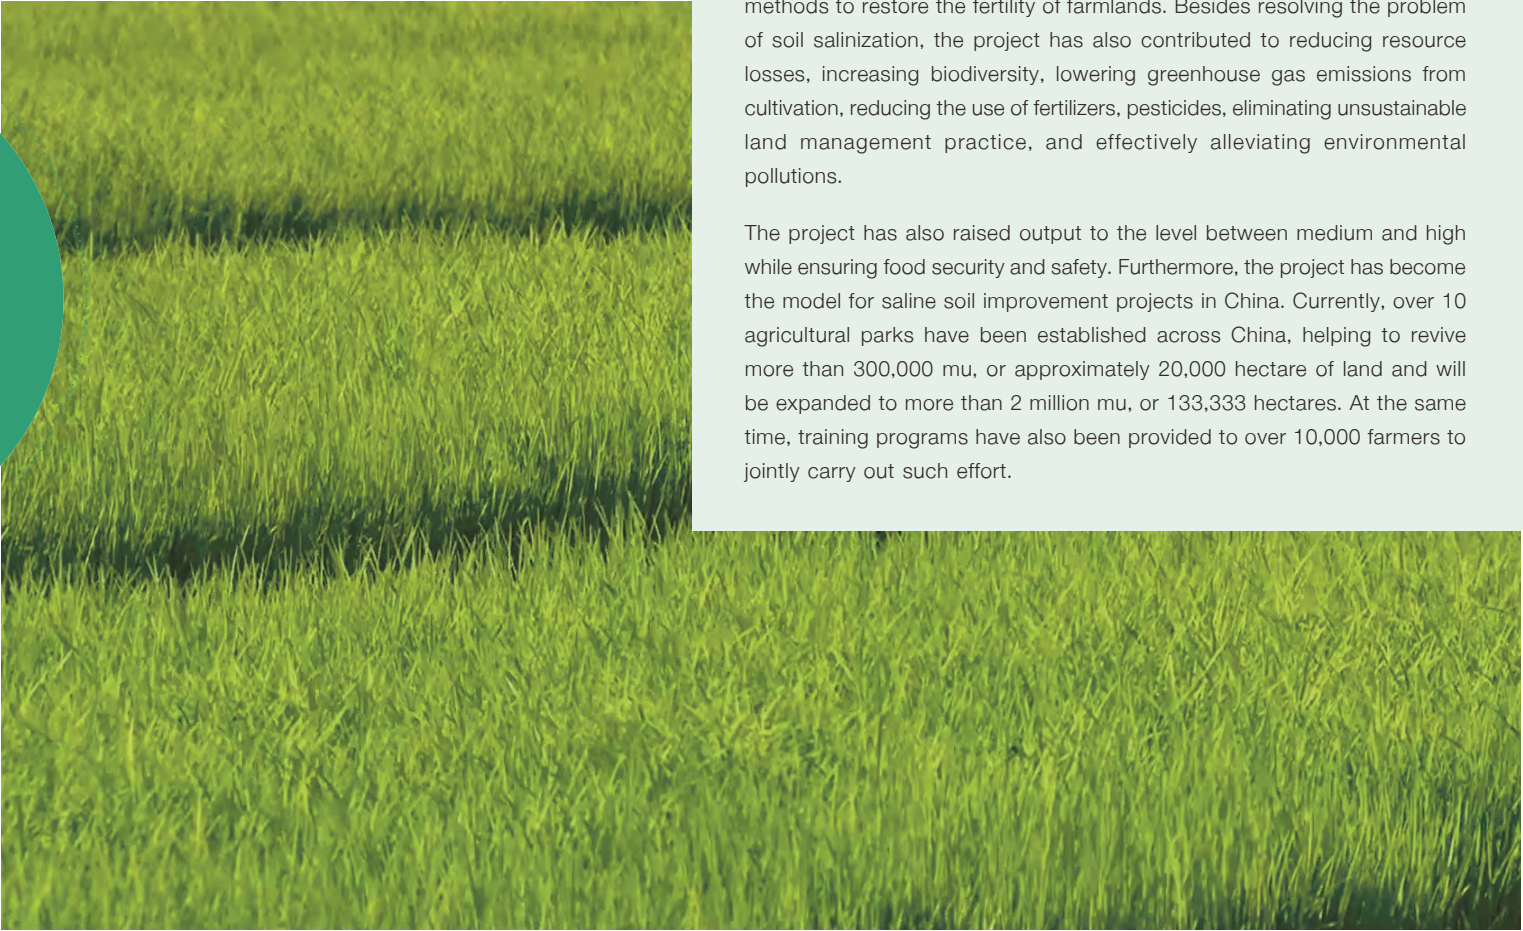 methods to restore the fertility of farmlands. Besides resolving the problem
of soil salinization, the project has also contributed to reducing resource
losses, increasing biodiversity, lowering greenhouse gas emissions from
cultivation, reducing the use of fertilizers, pesticides, eliminating unsustainable
land management practice, and effectively alleviating environmental
pollutions.
The project has also raised output to the level between medium and high
while ensuring food security and safety. Furthermore, the project has become
the model for saline soil improvement projects in China. Currently, over 10
agricultural parks have been established across China, helping to revive
more than 300,000 mu, or approximately 20,000 hectare of land and will
be expanded to more than 2 million mu, or 133,333 hectares. At the same
time, training programs have also been provided to over 10,000 farmers to
jointly carry out such effort.